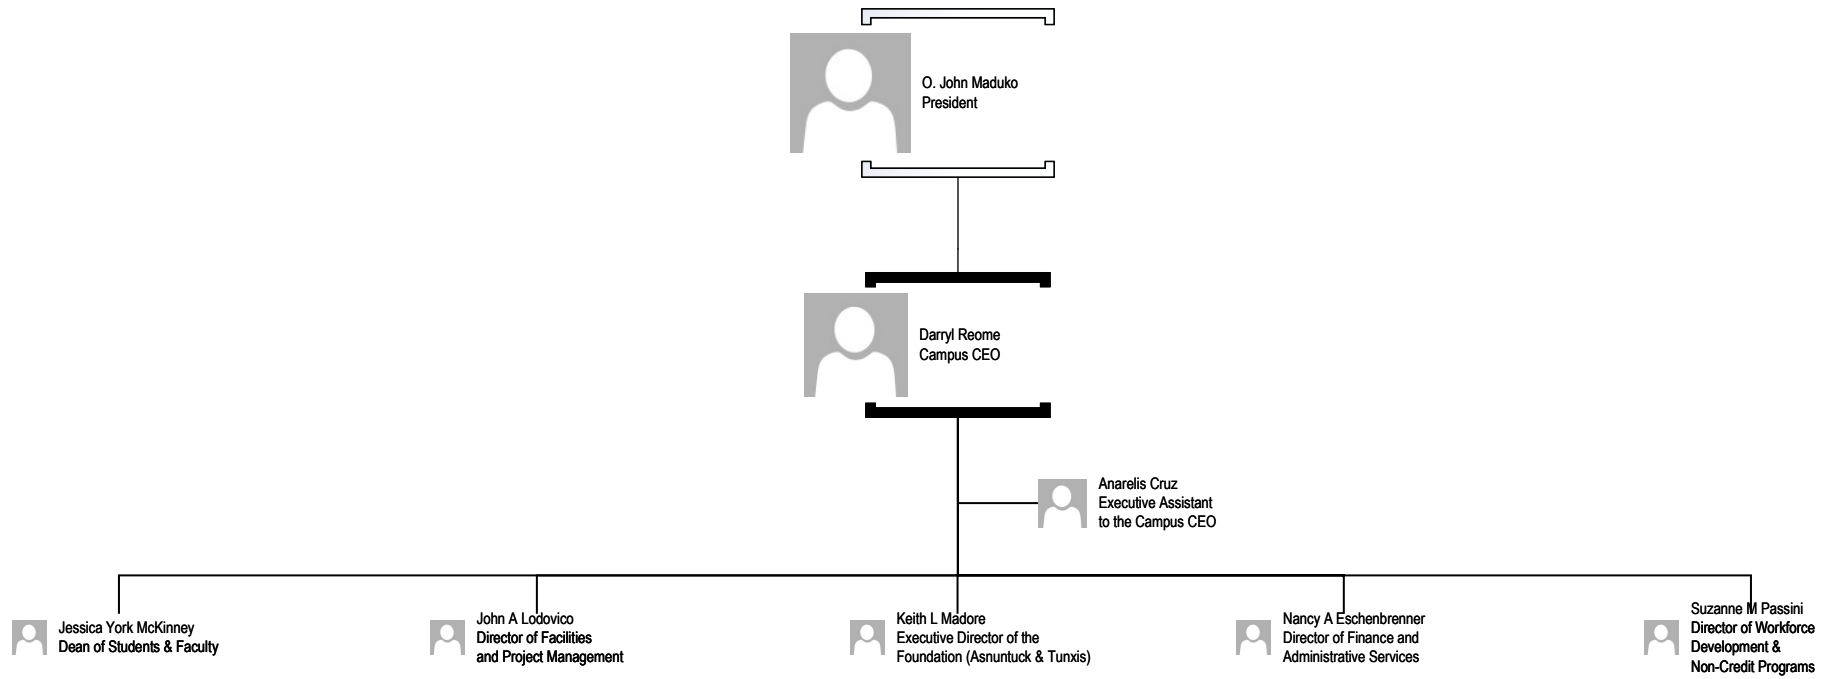 O. John Maduko
President
Darryl Reome
Campus CEO
Anarelis Cruz
Executive Assistant
to the Campus CEO
Jessica York McKinney
Dean of Students & Faculty
John A Lodovico
Director of Facilities
and Project Management
Keith L Madore
Executive Director of the
Foundation (Asnuntuck & Tunxis)
Nancy A Eschenbrenner
Director of Finance and
Administrative Services
Suzanne M Passini
Director of Workforce
Development &
Non-Credit Programs